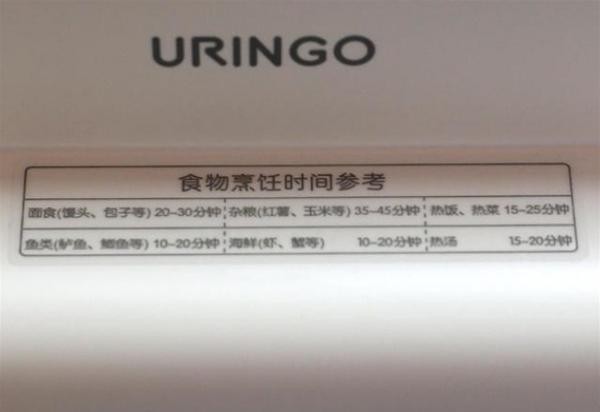 URINGO
食物烹饪时间参考
面食(馒头、包子等) 20-30分钟 杂粮(红薯、玉米等) 35-45分钟 热饭、热菜 15-25分钟
鱼类(鲈鱼、鲫鱼等) 10-20分钟 海鲜(虾、蟹等) 10-20分钟 热汤 15-20分钟